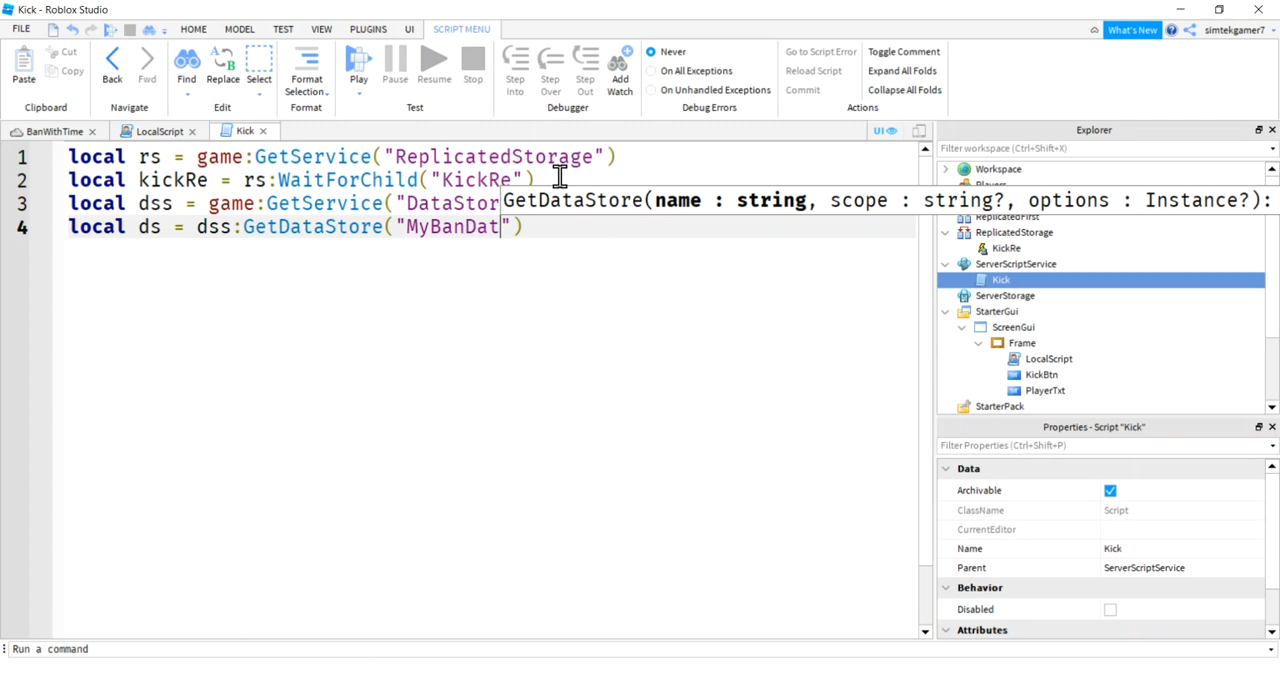 Kick - Roblox Studio
FILE HOME MODEL TEST VIEW PLUGINS UI SCRIPT MENU What's New simtekgamer7
Paste Cut Copy Clipboard
Back Fwd Navigate
Find Replace Select Edit
Format Selection Format
Play Pause Resume Stop Test
Step Into Step Over Step Out Add Watch Debugger
Never
On All Exceptions
On Unhandled Exceptions
Debug Errors
Go to Script Error Toggle Comment
Reload Script Expand All Folds
Commit Collapse All Folds
Actions
BanWithTime LocalScript Kick UI
1 local rs = game:GetService("ReplicatedStorage")
2 local kickRe = rs:WaitForChild("KickRe")
3 local dss = game:GetService("DataStor
GetDataStore(name : string, scope : string?, options : Instance?):
4 local ds = dss:GetDataStore("MyBanDat")
Explorer
Filter workspace (Ctrl+Shift+X)
Workspace
Players
ReplicatedFirst
ReplicatedStorage
KickRe
ServerScriptService
Kick
ServerStorage
StarterGui
ScreenGui
Frame
LocalScript
KickBtn
PlayerTxt
StarterPack
Properties - Script "Kick"
Filter Properties (Ctrl+Shift+P)
Data
Archivable
ClassName Script
CurrentEditor
Name Kick
Parent ServerScriptService
Behavior
Disabled
Attributes
Run a command